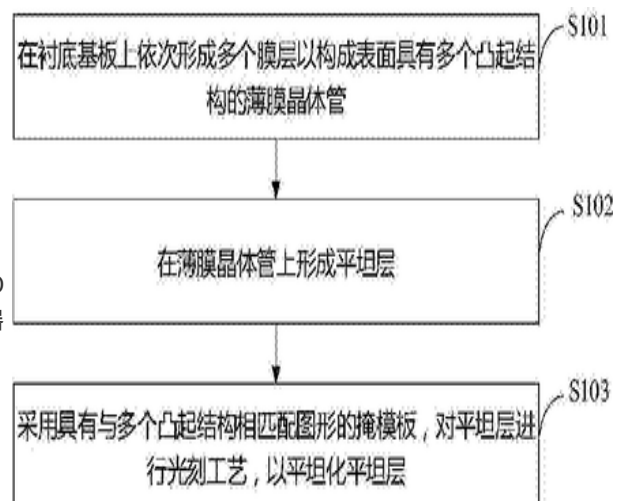 S101
在衬底基板上依次形成多个膜层以构成表面具有多个凸起结
构的薄膜晶体管
S102
在薄膜晶体管上形成平坦层
S103
采用具有与多个凸起结构相匹配图形的掩模板，对平坦层进
行光刻工艺，以平坦化平坦层